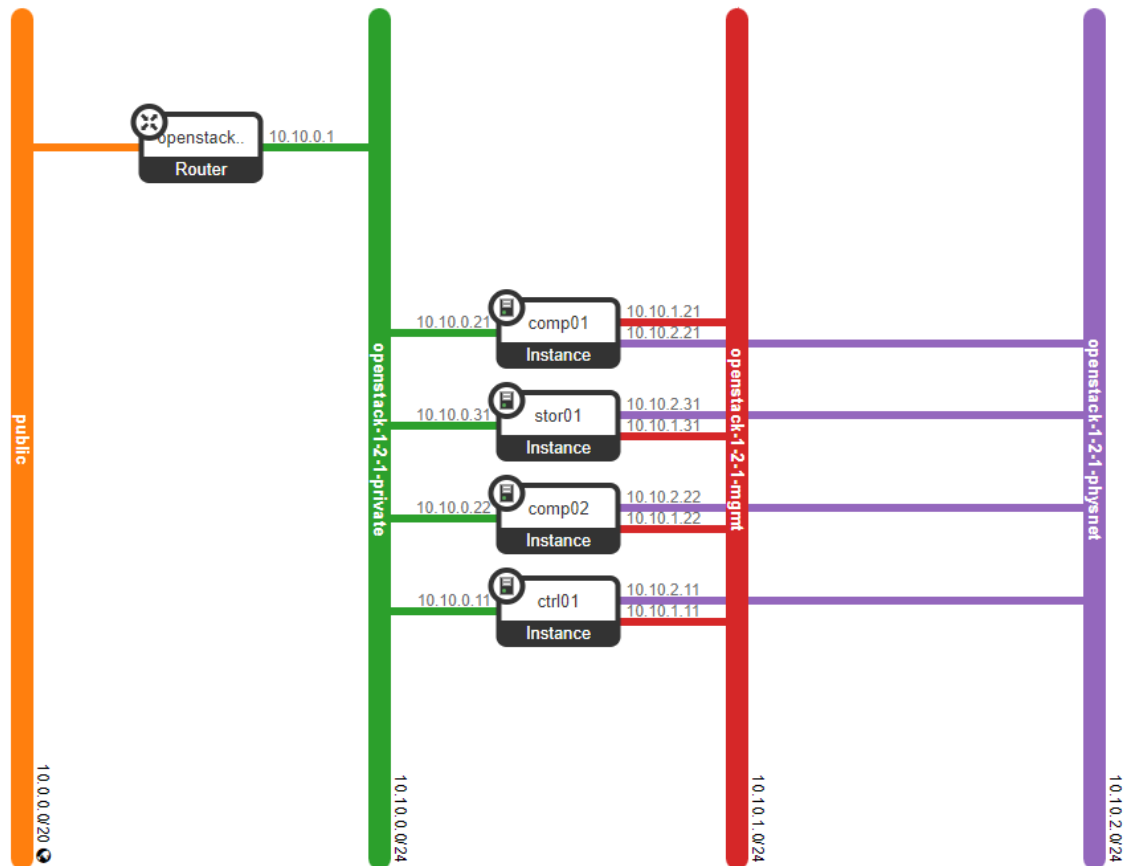 openstack..
Router
10.10.0.1
public
10.0.0.0/20
openstack-1-2-1-private
10.10.0.0/24
10.10.0.21
comp01
Instance
10.10.1.21
10.10.2.21
10.10.0.31
stor01
Instance
10.10.2.31
10.10.1.31
10.10.0.22
comp02
Instance
10.10.2.22
10.10.1.22
10.10.0.11
ctrl01
Instance
10.10.2.11
10.10.1.11
openstack-1-2-1-mgmt
10.10.1.0/24
openstack-1-2-1-physnet
10.10.2.0/24